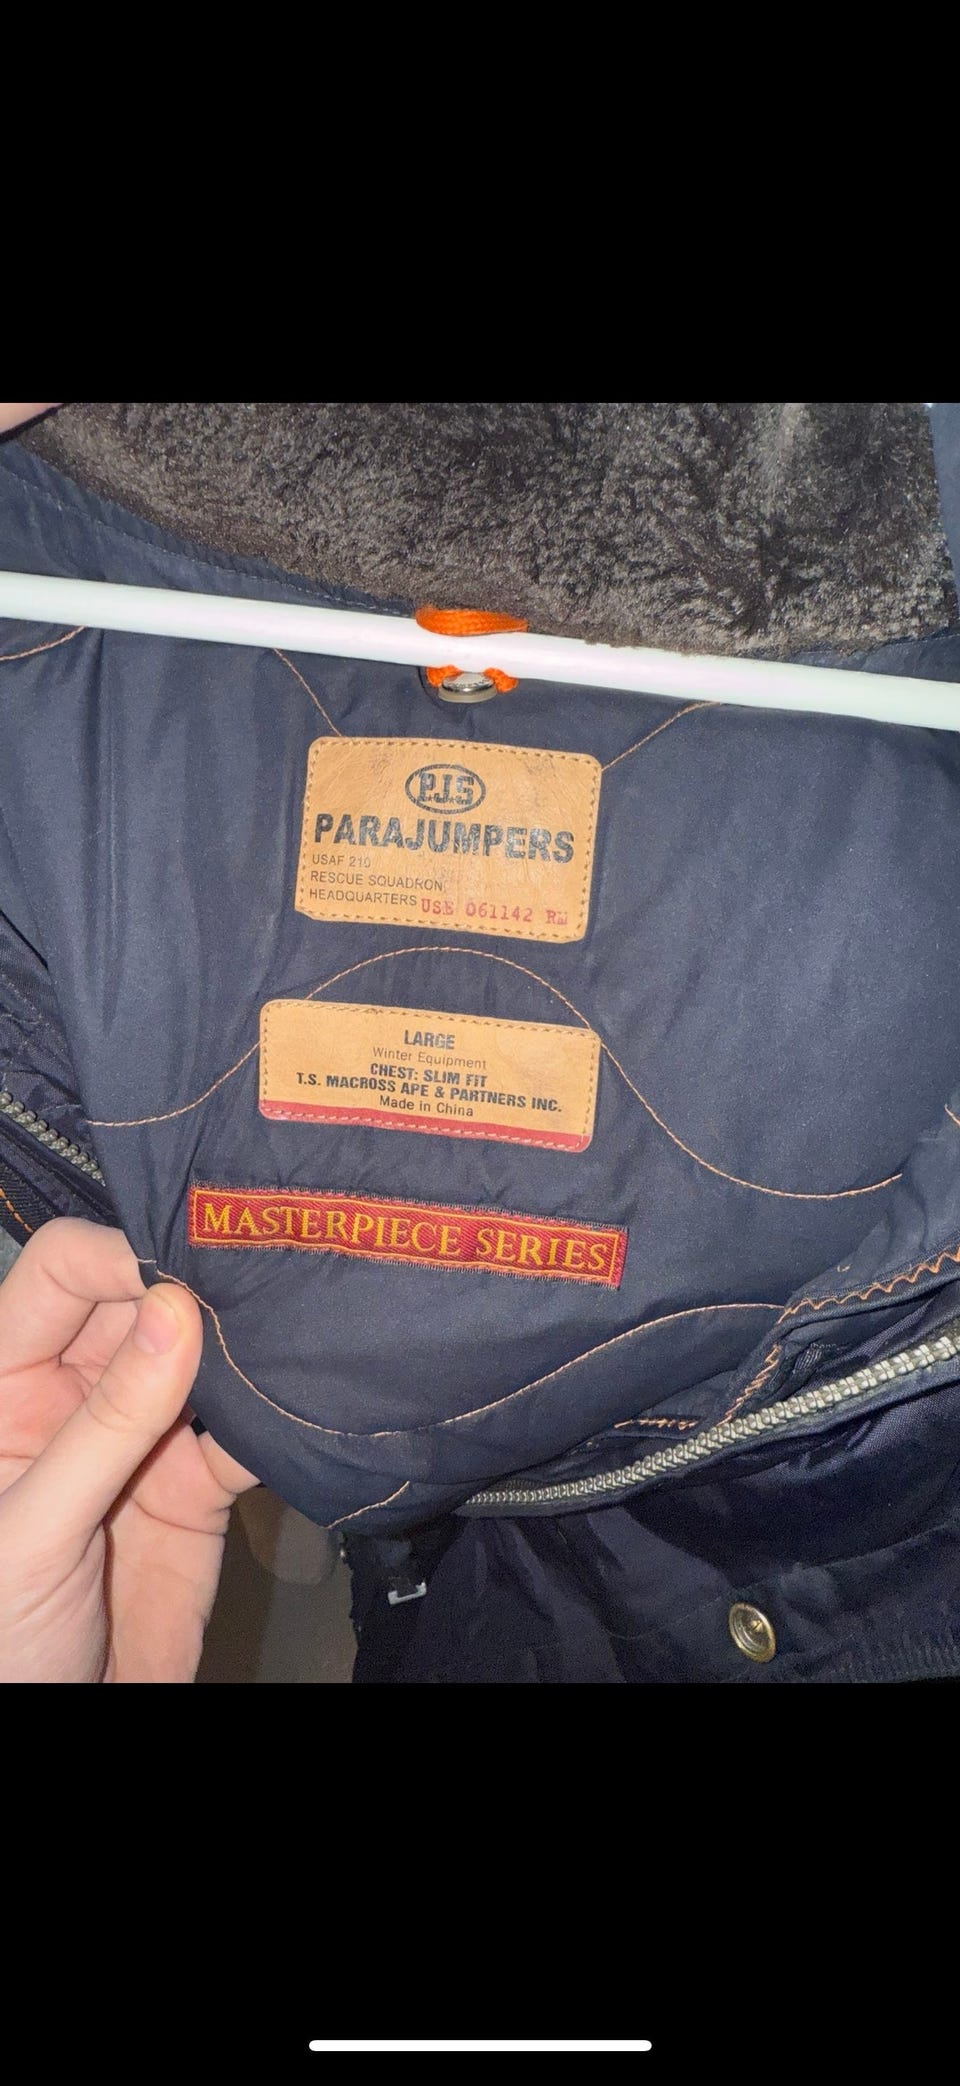 PJS
PARAJUMPERS
USAF 210
RESCUE SQUADRON,
HEADQUARTERS USE 061142 RM
LARGE
Winter Equipment
CHEST: SLIM FIT
T.S. MACROSS APE & PARTNERS INC.
Made in China
MASTERPIECE SERIES